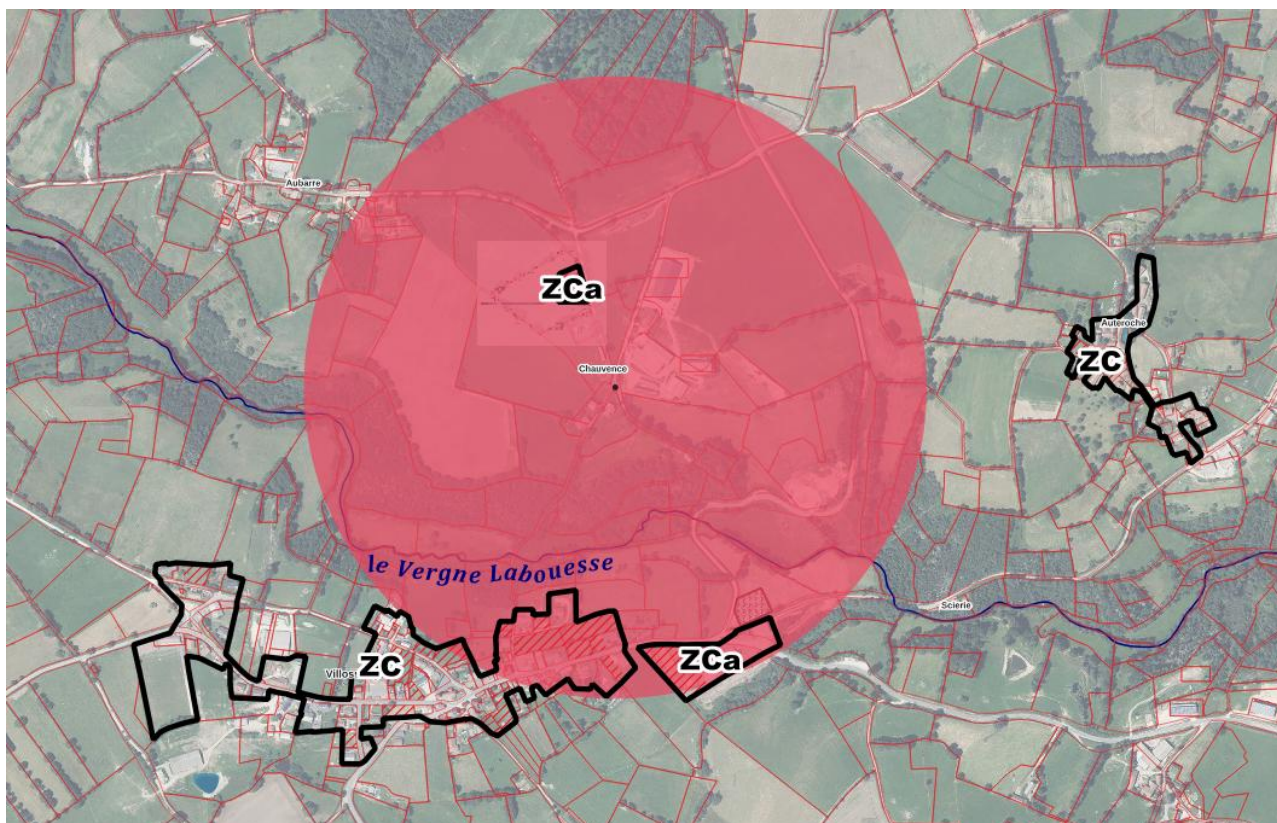 Aubarre
ZCa
Auteroche
ZC
Chauvence
le Vergne Labouesse
Scierie
ZCa
ZC